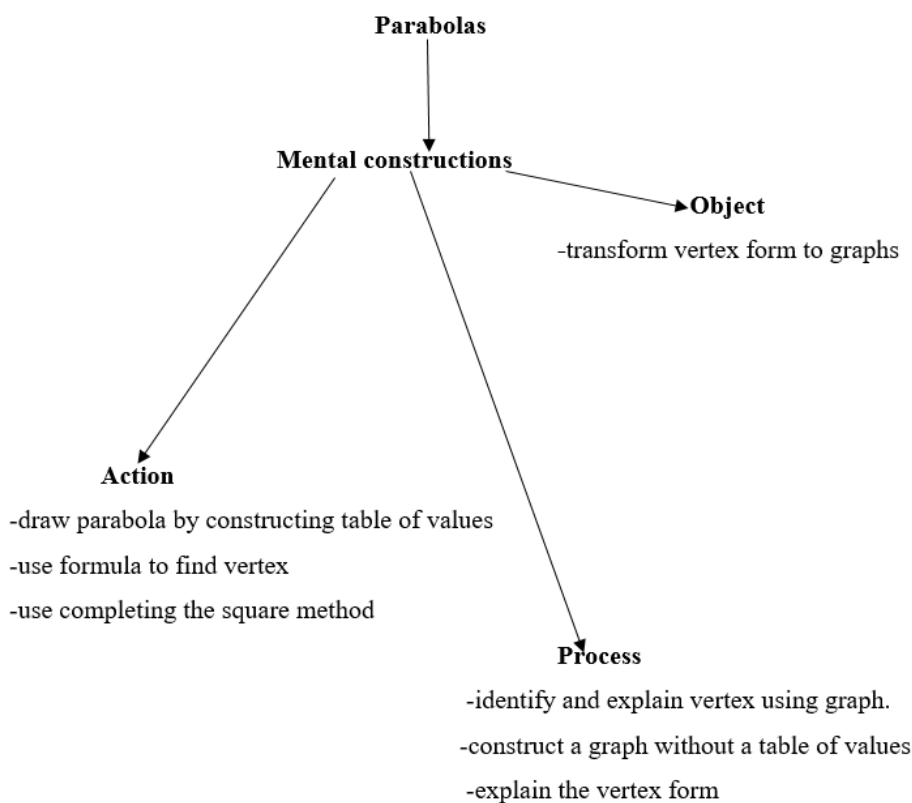 Parabolas
Mental constructions
Object
-transform vertex form to graphs
Action
-draw parabola by constructing table of values
-use formula to find vertex
-use completing the square method
Process
-identify and explain vertex using graph.
-construct a graph without a table of values
-explain the vertex form